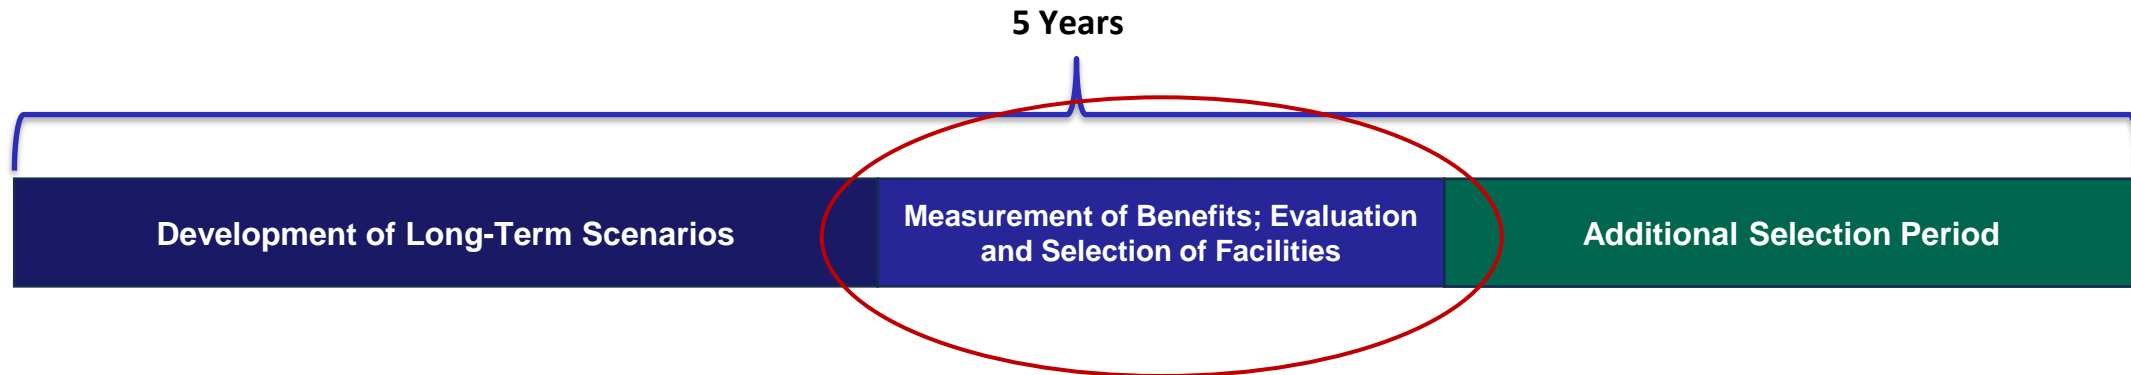 5 Years
Development of Long-Term Scenarios
Measurement of Benefits; Evaluation
and Selection of Facilities
Additional Selection Period